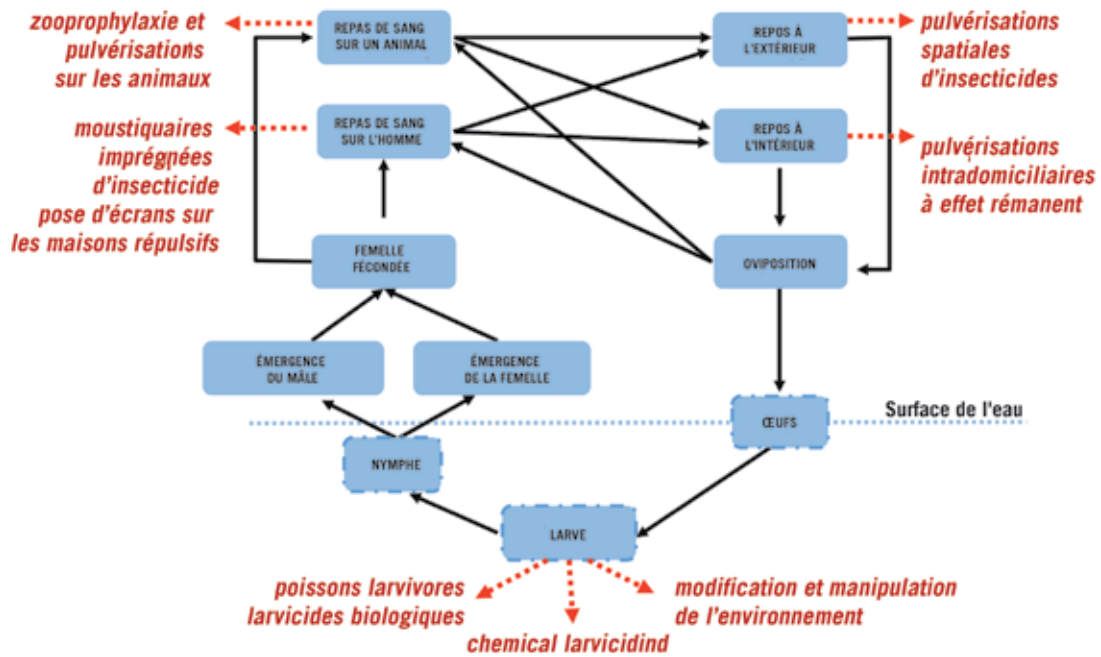 zooprophylaxie et
pulvérisations
sur les animaux
REPAS DE SANG
SUR UN ANIMAL
REPOS À
L'EXTÉRIEUR
pulvérisations
spatiales
d'insecticides
moustiquaires
imprégnées
d'insecticide
pose d'écrans sur
les maisons répulsifs
REPAS DE SANG
SUR L'HOMME
REPOS À
L'INTÉRIEUR
pulvérisations
intradomiciliaires
à effet rémanent
FEMELLE
FÉCONDÉE
OVIPOSITION
ÉMERGENCE
DU MÂLE
ÉMERGENCE
DE LA FEMELLE
Surface de l'eau
ŒUFS
NYMPHE
LARVE
poissons larvivores
larvicides biologiques
chemical larvicidind
modification et manipulation
de l'environnement